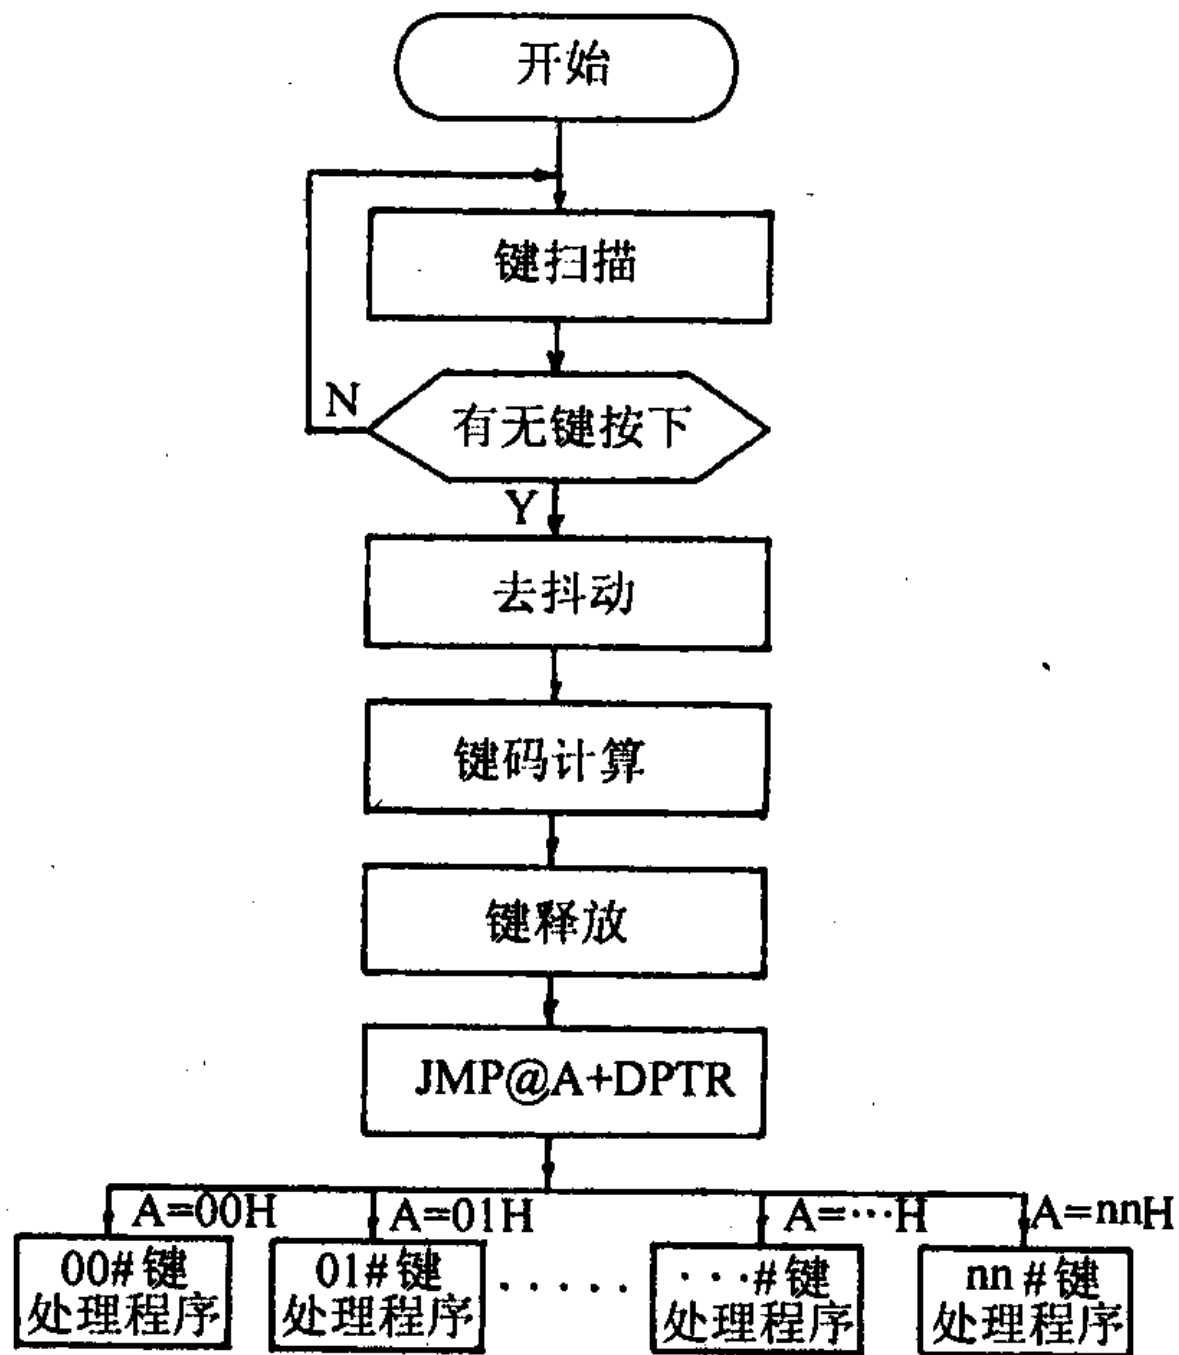 开始
键扫描
N
有无键按下
Y
去抖动
键码计算
键释放
JMP@A+DPTR
A=00H
A=01H
A=···H
A=nnH
00#键
处理程序
01#键
处理程序
·····
···#键
处理程序
nn#键
处理程序